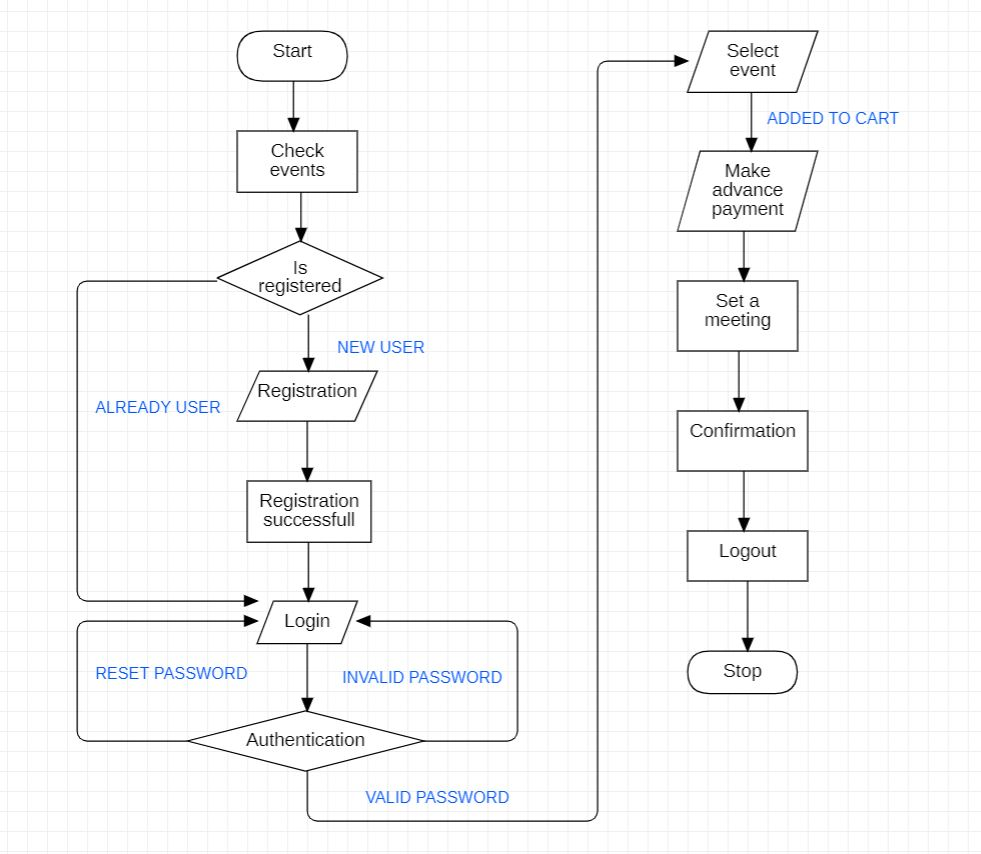 Start
Check
events
Is
registered
NEW USER
ALREADY USER
Registration
Registration
successfull
Login
RESET PASSWORD
INVALID PASSWORD
Authentication
VALID PASSWORD
Select
event
ADDED TO CART
Make
advance
payment
Set a
meeting
Confirmation
Logout
Stop